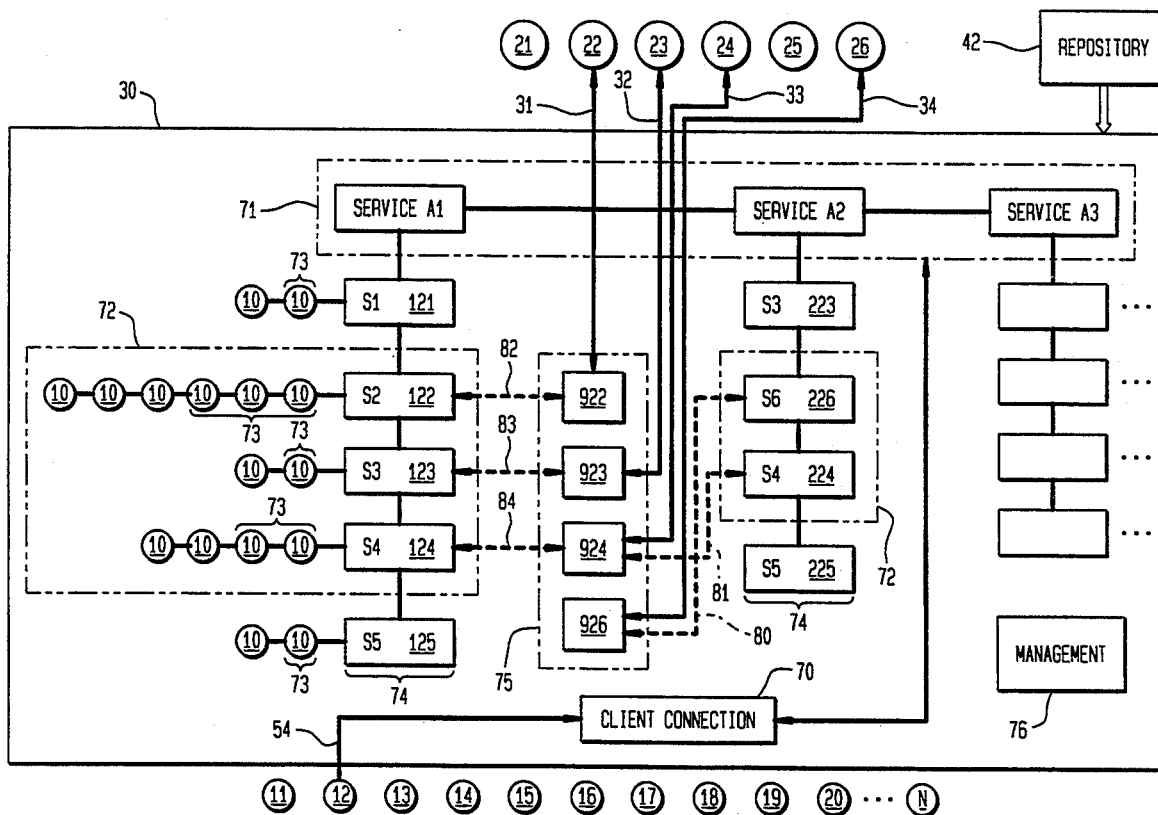 21 22 23 24 25 26
42 REPOSITORY
30 31 32 33 34
71 SERVICE A1 SERVICE A2 SERVICE A3
73
10 10 S1 121 S3 223 ...
72 82
10 10 10 10 10 10 S2 122 922 S6 226 ...
73 73 83
10 10 S3 123 923 S4 224 ...
73 84
10 10 10 10 S4 124 924 72 ...
81 S5 225
80 74
10 10 S5 125 926
73 74 75 70 MANAGEMENT
CLIENT CONNECTION 76
54
11 12 13 14 15 16 17 18 19 20 ... N